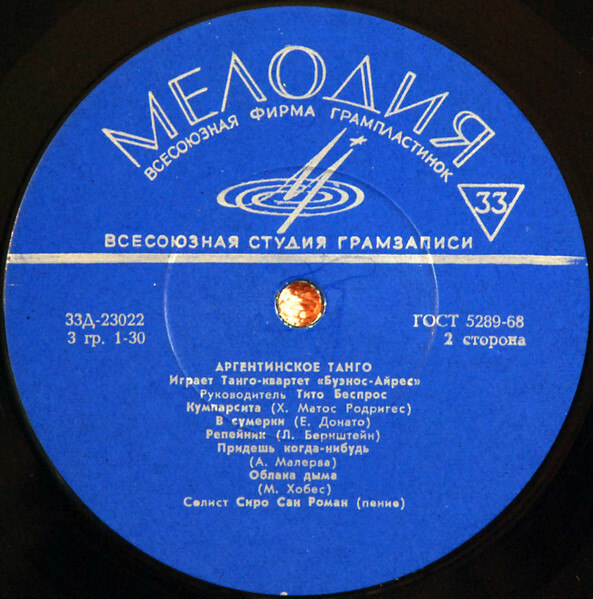 МЕЛОДИЯ
ВСЕСОЮЗНАЯ ФИРМА ГРАМПЛАСТИНОК
33
ВСЕСОЮЗНАЯ СТУДИЯ ГРАМЗАПИСИ
33Д-23022
3 гр. 1-30
ГОСТ 5289-68
2 сторона
АРГЕНТИНСКОЕ ТАНГО
Играет Танго-квартет «Буэнос-Айрес»
Руководитель Тито Беспрос
Кумпарсита (Х. Матос Родригес)
В сумерки (Е. Донато)
Репейник (Л. Бернштейн)
Придешь когда-нибудь
(А. Малерва)
Облака дыма
(М. Хобес)
Солист Сиро Сан Роман (пение)